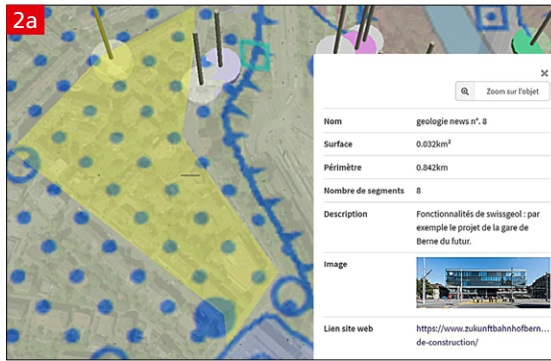 2a
Zoom sur l'objet
Nom geologie news n°. 8
Surface 0.032km²
Périmètre 0.842km
Nombre de segments 8
Description Fonctionnalités de swissgeol : par
exemple le projet de la gare de
Berne du futur.
Image
Lien site web https://www.zukunftbahnhofbern...
de-construction/